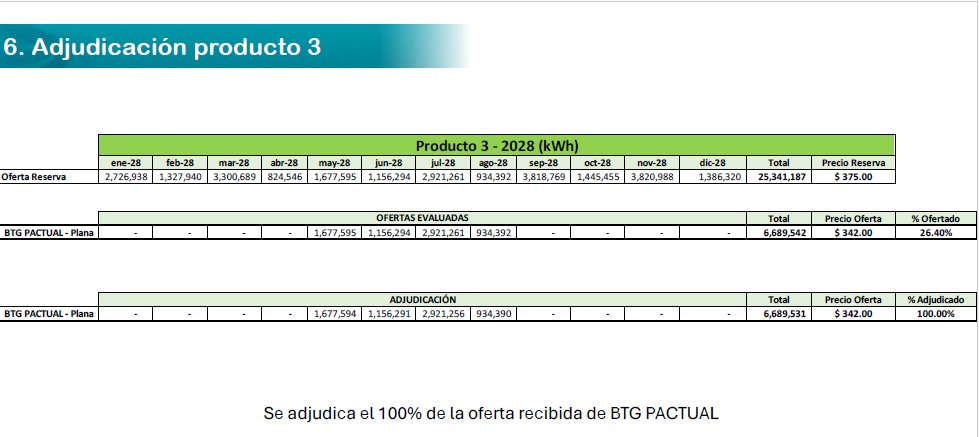 6. Adjudicación producto 3
Producto 3 - 2028 (kWh)
ene-28 feb-28 mar-28 abr-28 may-28 jun-28 jul-28 ago-28 sep-28 oct-28 nov-28 dic-28 Total Precio Reserva
Oferta Reserva 2,726,938 1,327,940 3,300,689 824,546 1,677,595 1,156,294 2,921,261 934,392 3,818,769 1,445,455 3,820,988 1,386,320 25,341,187 $ 375.00
OFERTAS EVALUADAS Total Precio Oferta % Ofertado
BTG PACTUAL - Plana - - - - 1,677,595 1,156,294 2,921,261 934,392 - - - - 6,689,542 $ 342.00 26.40%
ADJUDICACIÓN Total Precio Oferta % Adjudicado
BTG PACTUAL - Plana - - - - 1,677,594 1,156,291 2,921,256 934,390 - - - - 6,689,531 $ 342.00 100.00%
Se adjudica el 100% de la oferta recibida de BTG PACTUAL